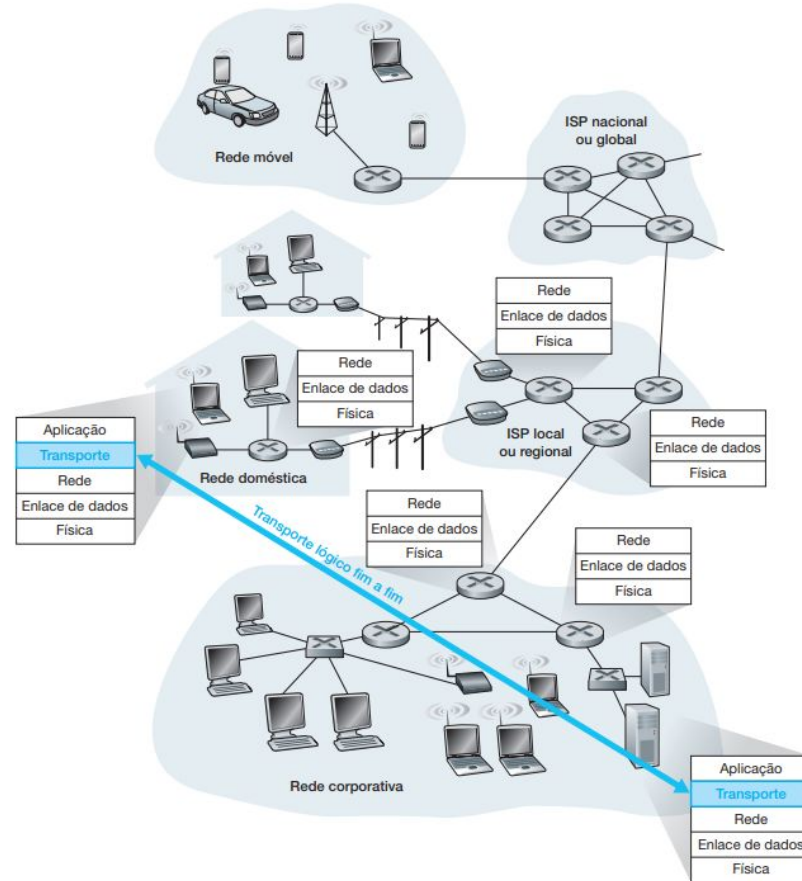 Rede móvel
ISP nacional
ou global
Rede
Enlace de dados
Física
Rede
Enlace de dados
Física
Aplicação
Transporte
Rede
Enlace de dados
Física
Rede doméstica
ISP local
ou regional
Rede
Enlace de dados
Física
Rede
Enlace de dados
Física
Transporte lógico fim a fim
Rede
Enlace de dados
Física
Rede corporativa
Aplicação
Transporte
Rede
Enlace de dados
Física